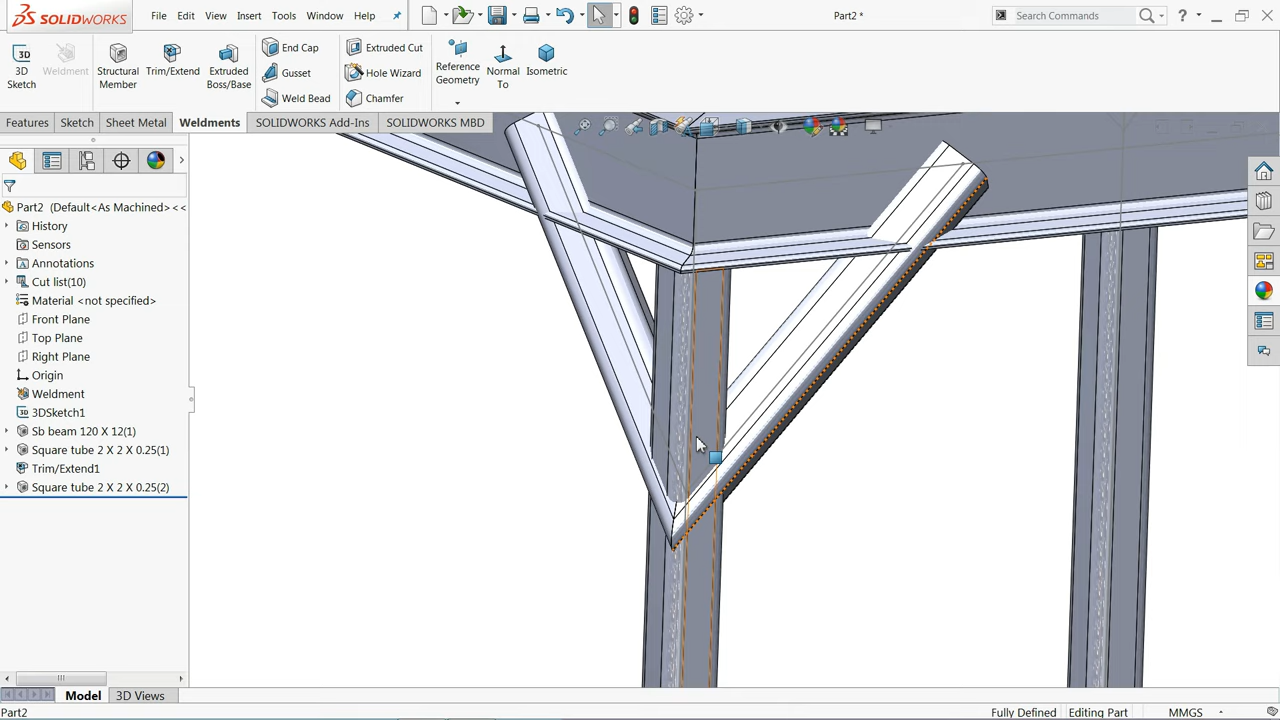 SOLIDWORKS
File
Edit
View
Insert
Tools
Window
Help
Part2 *
Search Commands
?
3D Sketch
Weldment
Structural Member
Trim/Extend
Extruded Boss/Base
End Cap
Gusset
Weld Bead
Extruded Cut
Hole Wizard
Chamfer
Reference Geometry
Normal To
Isometric
Features
Sketch
Sheet Metal
Weldments
SOLIDWORKS Add-Ins
SOLIDWORKS MBD
Part2 (Default<As Machined><<
History
Sensors
Annotations
Cut list(10)
Material <not specified>
Front Plane
Top Plane
Right Plane
Origin
Weldment
3DSketch1
Sb beam 120 X 12(1)
Square tube 2 X 2 X 0.25(1)
Trim/Extend1
Square tube 2 X 2 X 0.25(2)
Model
3D Views
Part2
Fully Defined
Editing Part
MMGS